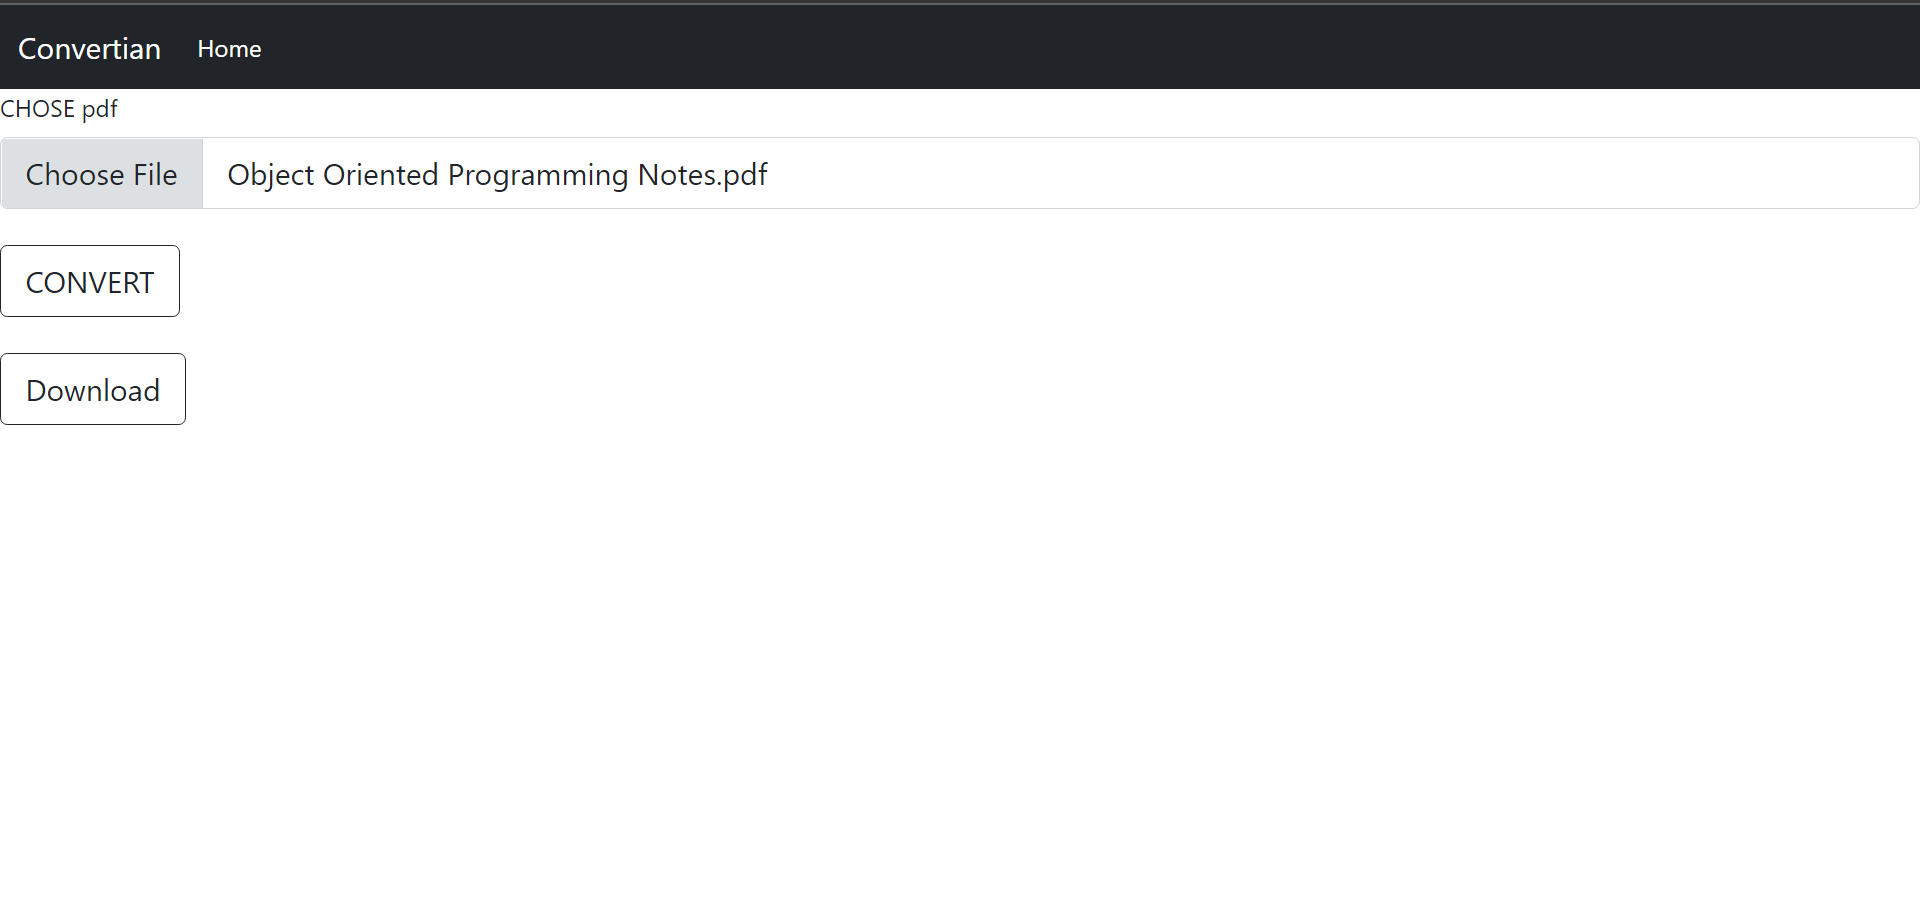 Convertian Home
CHOSE pdf
Choose File Object Oriented Programming Notes.pdf
CONVERT
Download